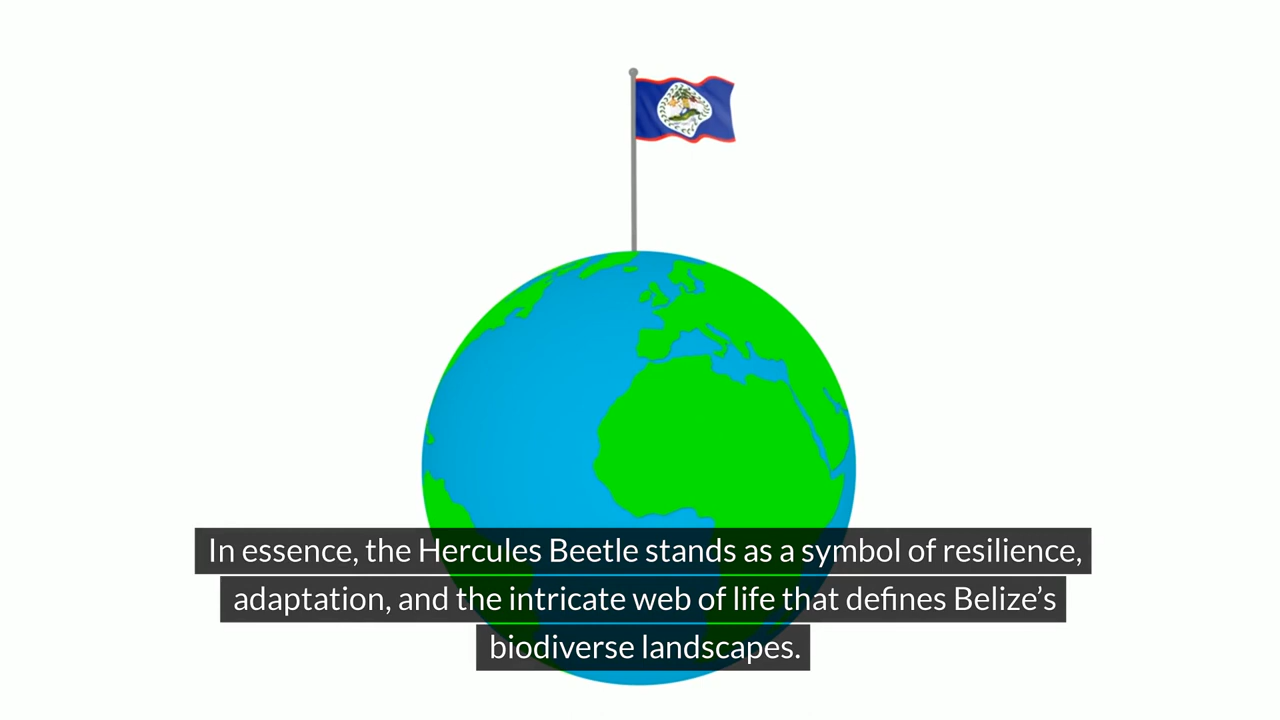 In essence, the Hercules Beetle stands as a symbol of resilience,
adaptation, and the intricate web of life that defines Belize’s
biodiverse landscapes.